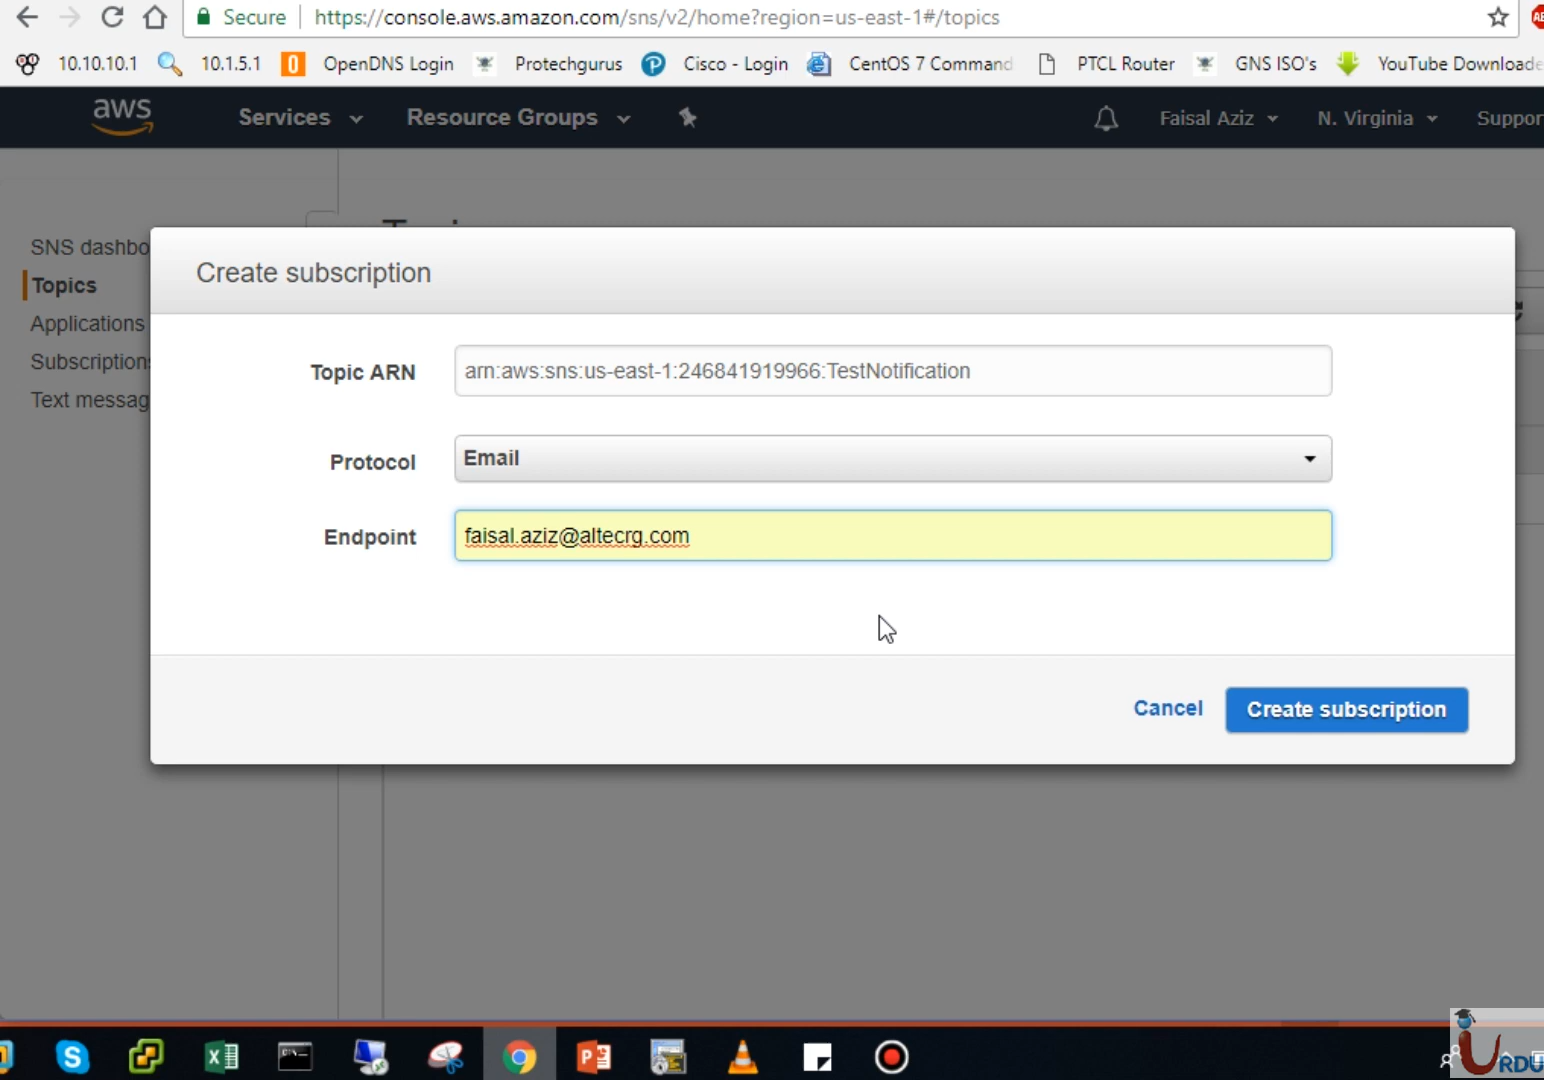 Secure https://console.aws.amazon.com/sns/v2/home?region=us-east-1#/topics
10.10.10.1 10.1.5.1 OpenDNS Login Protechgurus Cisco - Login CentOS 7 Command PTCL Router GNS ISO's YouTube Downloade
aws Services Resource Groups Faisal Aziz N. Virginia Suppor
SNS dashbo
Topics
Applications
Subscriptions
Text messag
Create subscription
Topic ARN arn:aws:sns:us-east-1:246841919966:TestNotification
Protocol Email
Endpoint faisal.aziz@altecrg.com
Cancel Create subscription
URDU